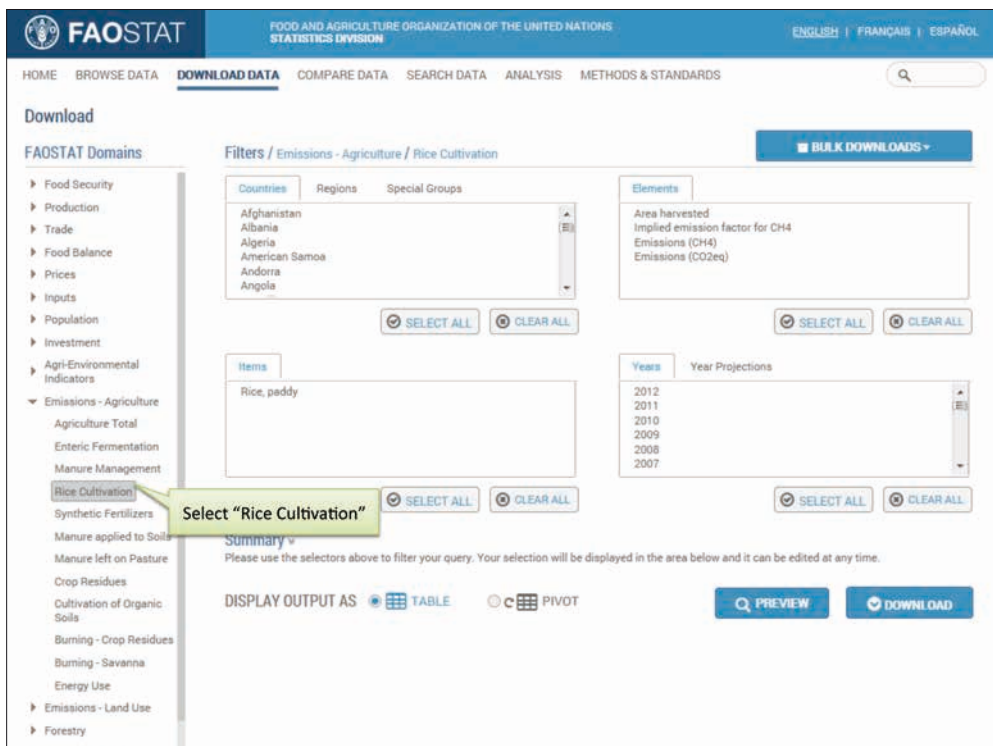 FAOSTAT
FOOD AND AGRICULTURE ORGANIZATION OF THE UNITED NATIONS
STATISTICS DIVISION
ENGLISH | FRANÇAIS | ESPAÑOL
HOME BROWSE DATA DOWNLOAD DATA COMPARE DATA SEARCH DATA ANALYSIS METHODS & STANDARDS
Download
FAOSTAT Domains
Food Security
Production
Trade
Food Balance
Prices
Inputs
Population
Investment
Agri-Environmental
Indicators
Emissions - Agriculture
Agriculture Total
Enteric Fermentation
Manure Management
Rice Cultivation
Synthetic Fertilizers
Manure applied to Soils
Manure left on Pasture
Crop Residues
Cultivation of Organic
Soils
Burning - Crop Residues
Burning - Savanna
Energy Use
Emissions - Land Use
Forestry
Select “Rice Cultivation”
Filters / Emissions - Agriculture / Rice Cultivation
BULK DOWNLOADS
Countries Regions Special Groups
Afghanistan
Albania
Algeria
American Samoa
Andorra
Angola
SELECT ALL CLEAR ALL
Elements
Area harvested
Implied emission factor for CH4
Emissions (CH4)
Emissions (CO2eq)
SELECT ALL CLEAR ALL
Items
Rice, paddy
SELECT ALL CLEAR ALL
Years Year Projections
2012
2011
2010
2009
2008
2007
SELECT ALL CLEAR ALL
Summary
Please use the selectors above to filter your query. Your selection will be displayed in the area below and it can be edited at any time.
DISPLAY OUTPUT AS TABLE PIVOT
PREVIEW DOWNLOAD